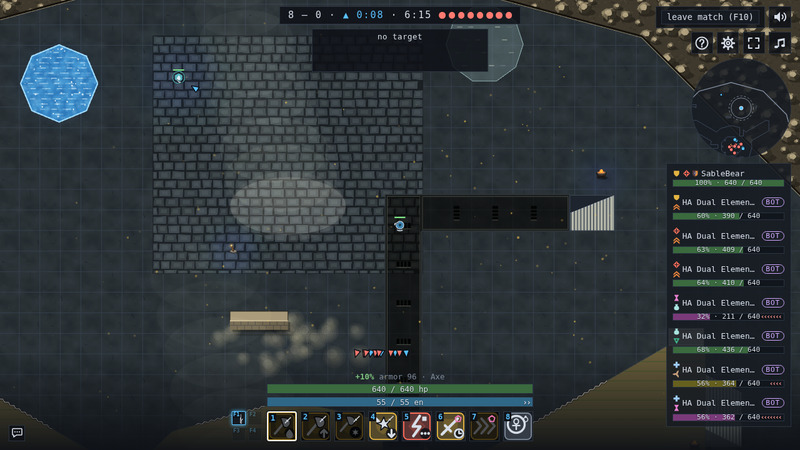 8 — 0 · ▲ 0:08 · 6:15
leave match (F10)
no target
SableBear
100% · 640 / 640
HA Dual Elemen... BOT
60% · 390 / 640
HA Dual Elemen... BOT
63% · 409 / 640
HA Dual Elemen... BOT
64% · 410 / 640
HA Dual Elemen... BOT
32% · 211 / 640
HA Dual Elemen... BOT
68% · 436 / 640
HA Dual Elemen... BOT
56% · 364 / 640
HA Dual Elemen... BOT
56% · 362 / 640
+10% armor 96 · Axe
640 / 640 hp
55 / 55 en
1 2 3 4 5 6 7 8